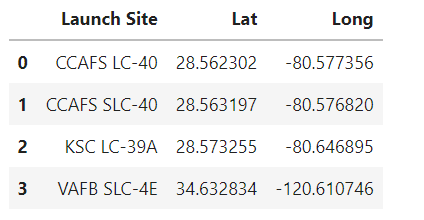 Launch Site Lat Long
0 CCAFS LC-40 28.562302 -80.577356
1 CCAFS SLC-40 28.563197 -80.576820
2 KSC LC-39A 28.573255 -80.646895
3 VAFB SLC-4E 34.632834 -120.610746